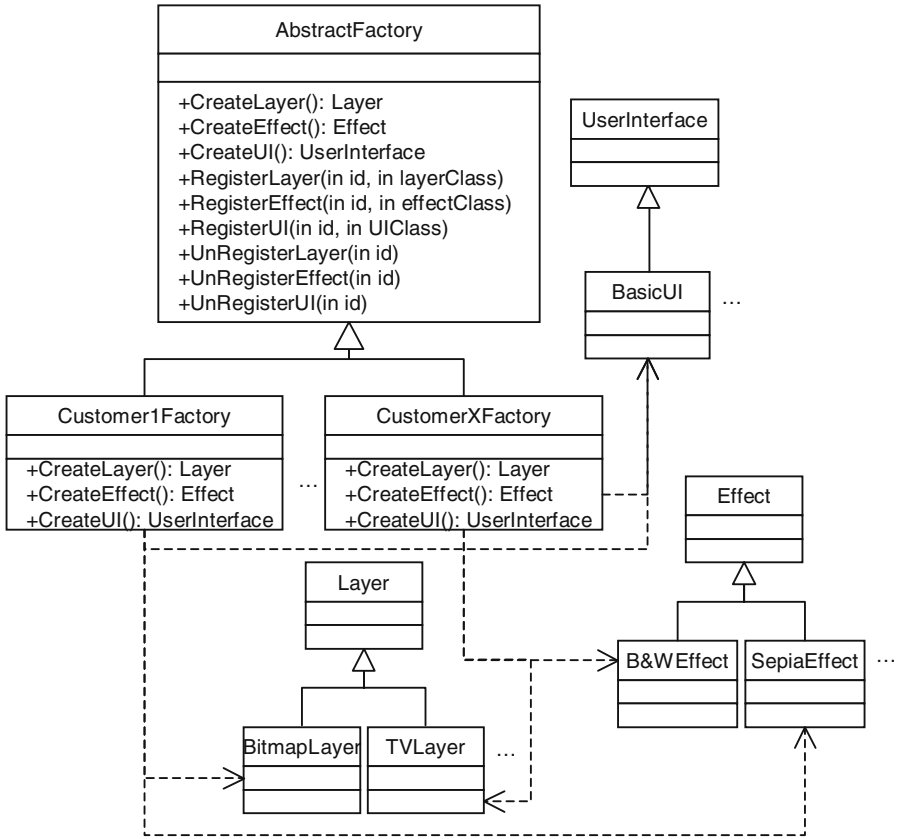 AbstractFactory
+CreateLayer(): Layer
+CreateEffect(): Effect
+CreateUI(): UserInterface
+RegisterLayer(in id, in layerClass)
+RegisterEffect(in id, in effectClass)
+RegisterUI(in id, in UIClass)
+UnRegisterLayer(in id)
+UnRegisterEffect(in id)
+UnRegisterUI(in id)
UserInterface
BasicUI
...
Customer1Factory
+CreateLayer(): Layer
+CreateEffect(): Effect
+CreateUI(): UserInterface
...
CustomerXFactory
+CreateLayer(): Layer
+CreateEffect(): Effect
+CreateUI(): UserInterface
Effect
B&WEffect
SepiaEffect
...
Layer
BitmapLayer
TVLayer
...